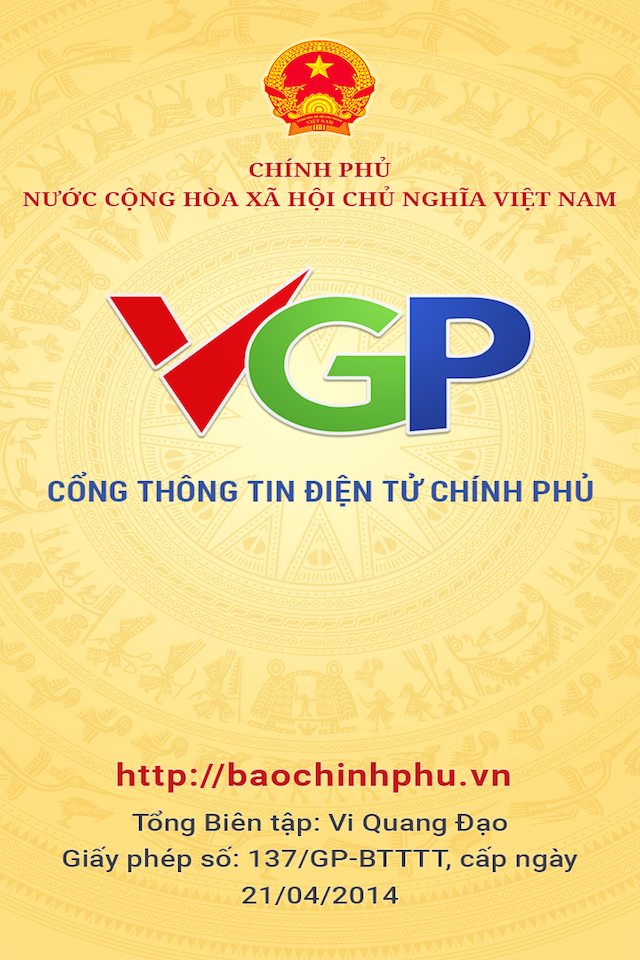 CHÍNH PHỦ
NƯỚC CỘNG HÒA XÃ HỘI CHỦ NGHĨA VIỆT NAM
VGP
CỔNG THÔNG TIN ĐIỆN TỬ CHÍNH PHỦ
http://baochinhphu.vn
Tổng Biên tập: Vi Quang Đạo
Giấy phép số: 137/GP-BTTTT, cấp ngày
21/04/2014